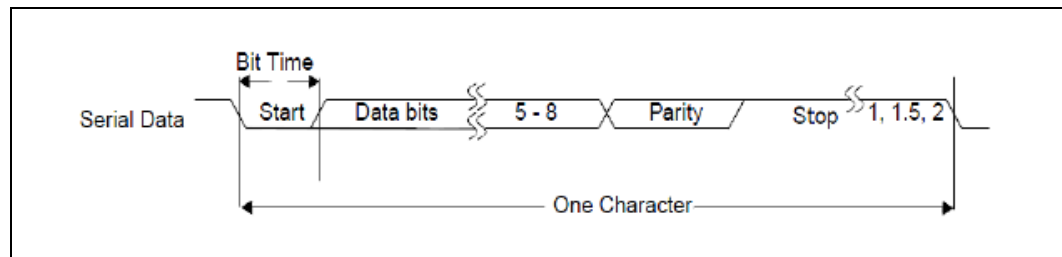 Bit Time
Serial Data Start Data bits 5 - 8 Parity Stop 1, 1.5, 2
One Character